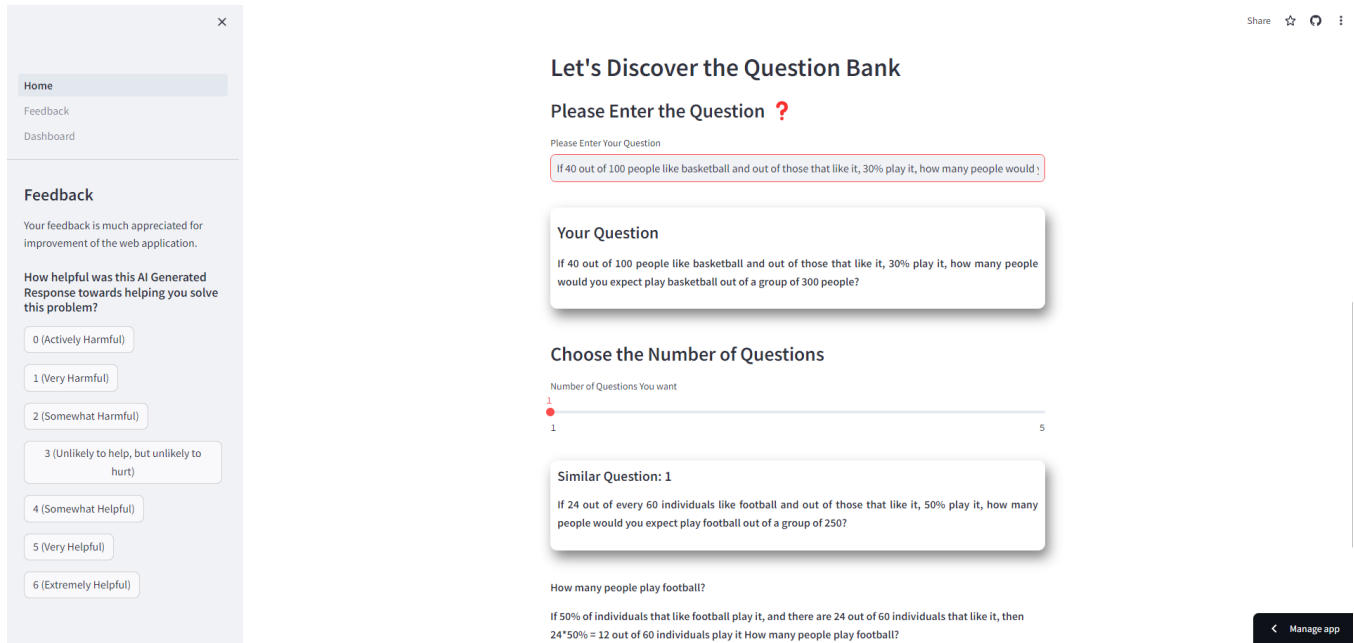 Share
Home
Feedback
Dashboard
Feedback
Your feedback is much appreciated for
improvement of the web application.
How helpful was this AI Generated
Response towards helping you solve
this problem?
0 (Actively Harmful)
1 (Very Harmful)
2 (Somewhat Harmful)
3 (Unlikely to help, but unlikely to
hurt)
4 (Somewhat Helpful)
5 (Very Helpful)
6 (Extremely Helpful)
Let's Discover the Question Bank
Please Enter the Question ❓
Please Enter Your Question
If 40 out of 100 people like basketball and out of those that like it, 30% play it, how many people would
Your Question
If 40 out of 100 people like basketball and out of those that like it, 30% play it, how many people
would you expect play basketball out of a group of 300 people?
Choose the Number of Questions
Number of Questions You want
1
1 5
Similar Question: 1
If 24 out of every 60 individuals like football and out of those that like it, 50% play it, how many
people would you expect play football out of a group of 250?
How many people play football?
If 50% of individuals that like football play it, and there are 24 out of 60 individuals that like it, then
24*50% = 12 out of 60 individuals play it How many people play football?
Manage app